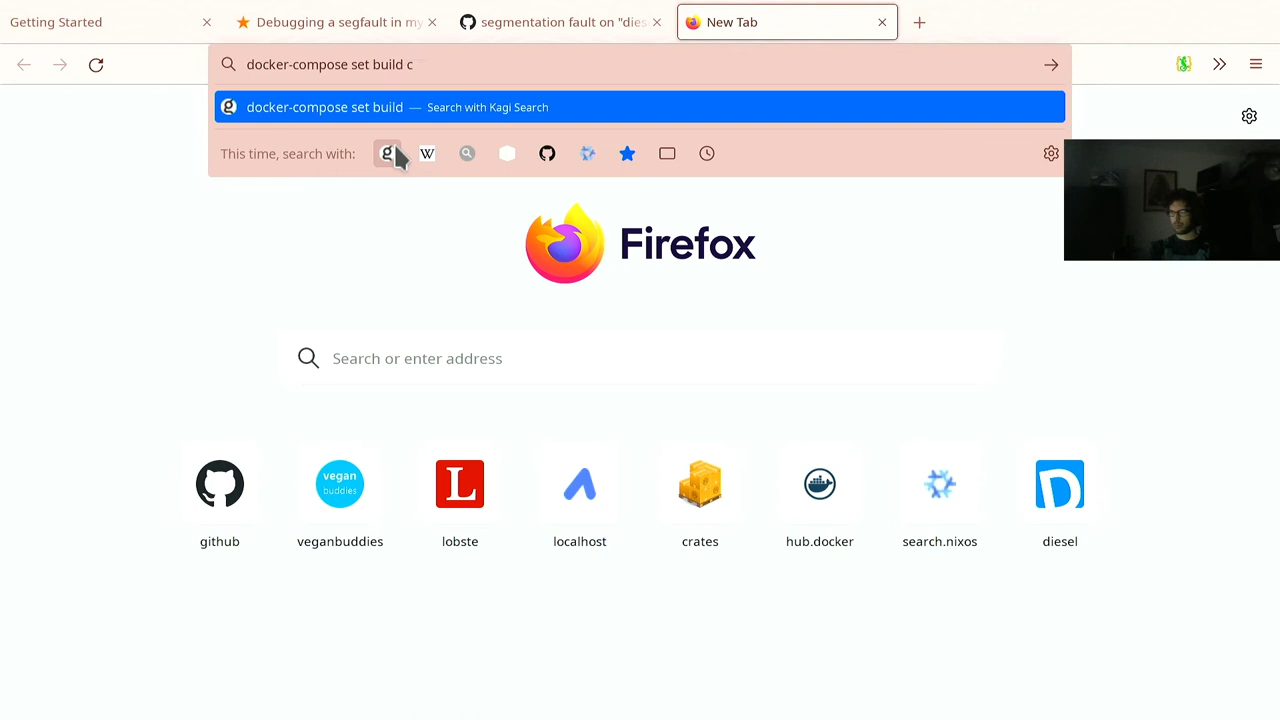 Getting Started
Debugging a segfault in my
segmentation fault on "dies
New Tab
docker-compose set build c
docker-compose set build — Search with Kagi Search
This time, search with:
W
Firefox
Search or enter address
vegan
buddies
L
D
github
veganbuddies
lobste
localhost
crates
hub.docker
search.nixos
diesel